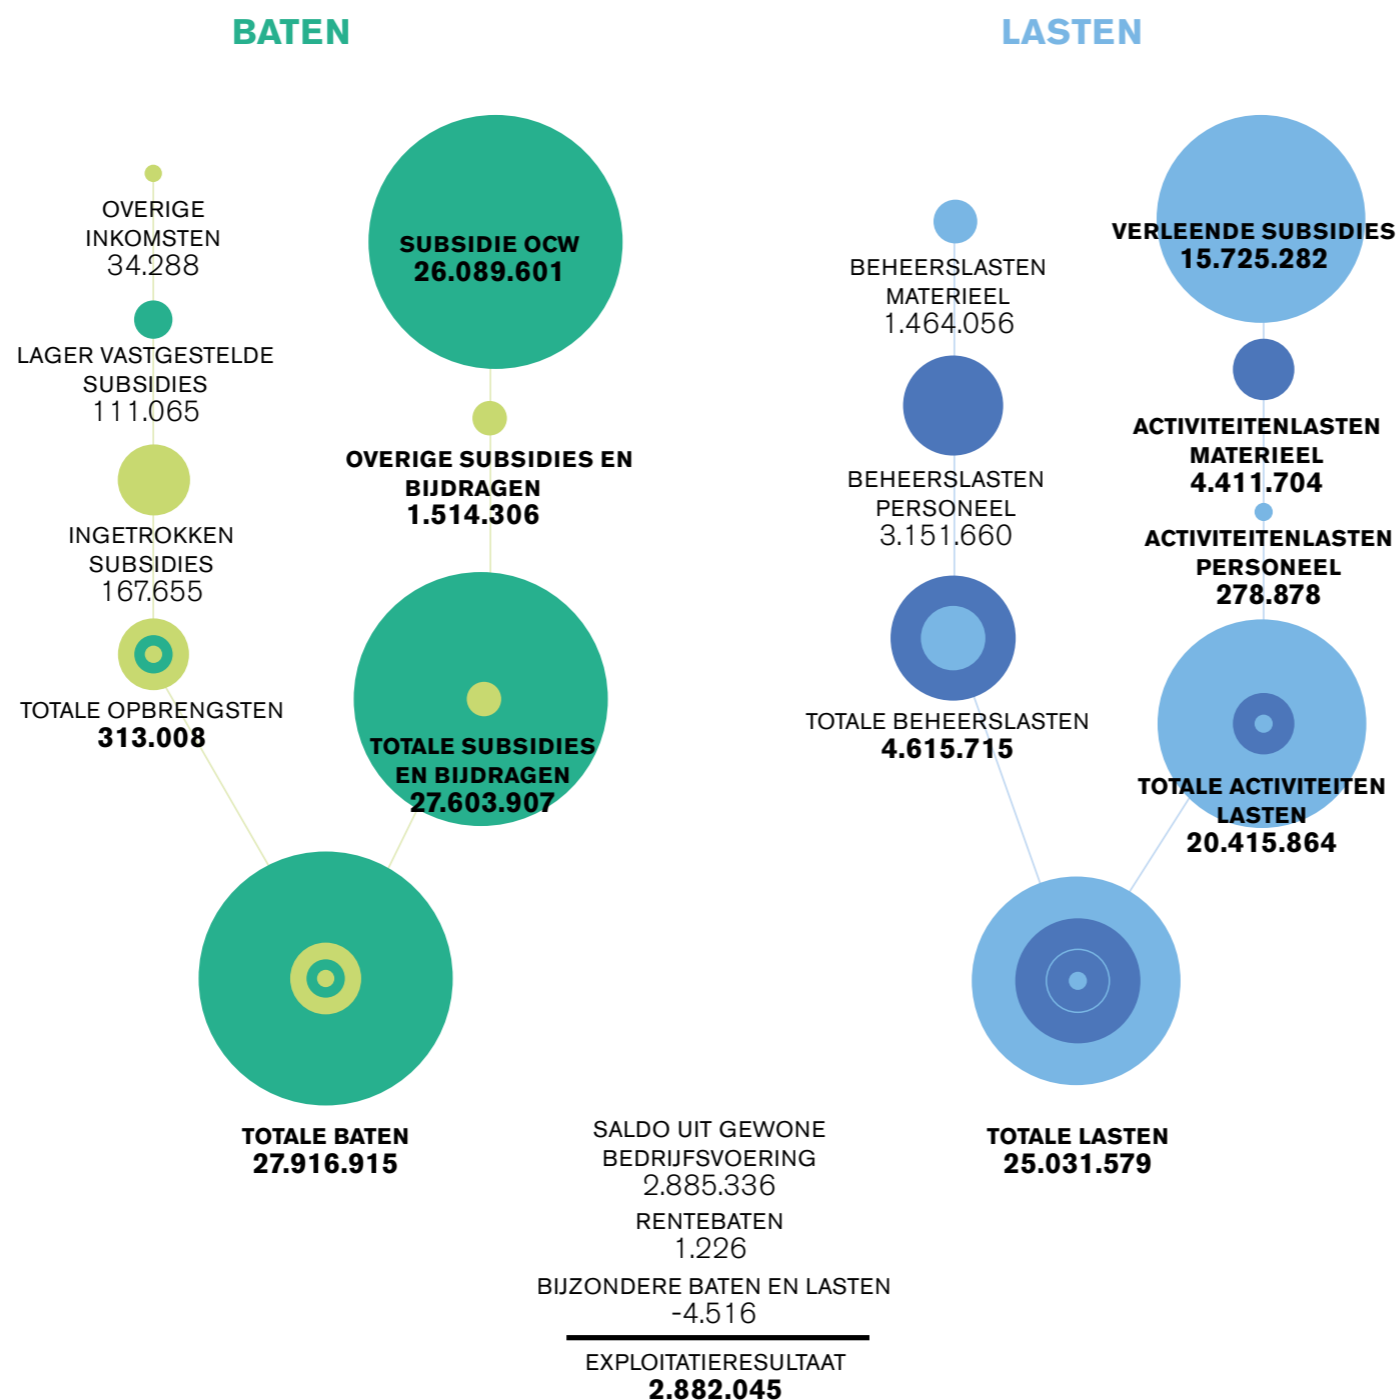 BATEN
OVERIGE
INKOMSTEN
34.288
LAGER VASTGESTELDE
SUBSIDIES
111.065
INGETROKKEN
SUBSIDIES
167.655
TOTALE OPBRENGSTEN
313.008
SUBSIDIE OCW
26.089.601
OVERIGE SUBSIDIES EN
BIJDRAGEN
1.514.306
TOTALE SUBSIDIES
EN BIJDRAGEN
27.603.907
TOTALE BATEN
27.916.915
LASTEN
BEHEERSLASTEN
MATERIEEL
1.464.056
BEHEERSLASTEN
PERSONEEL
3.151.660
TOTALE BEHEERSLASTEN
4.615.715
VERLEENDE SUBSIDIES
15.725.282
ACTIVITEITENLASTEN
MATERIEEL
4.411.704
ACTIVITEITENLASTEN
PERSONEEL
278.878
TOTALE ACTIVITEITEN
LASTEN
20.415.864
TOTALE LASTEN
25.031.579
SALDO UIT GEWONE
BEDRIJFSVOERING
2.885.336
RENTEBATEN
1.226
BIJZONDERE BATEN EN LASTEN
-4.516
EXPLOITATIERESULTAAT
2.882.045